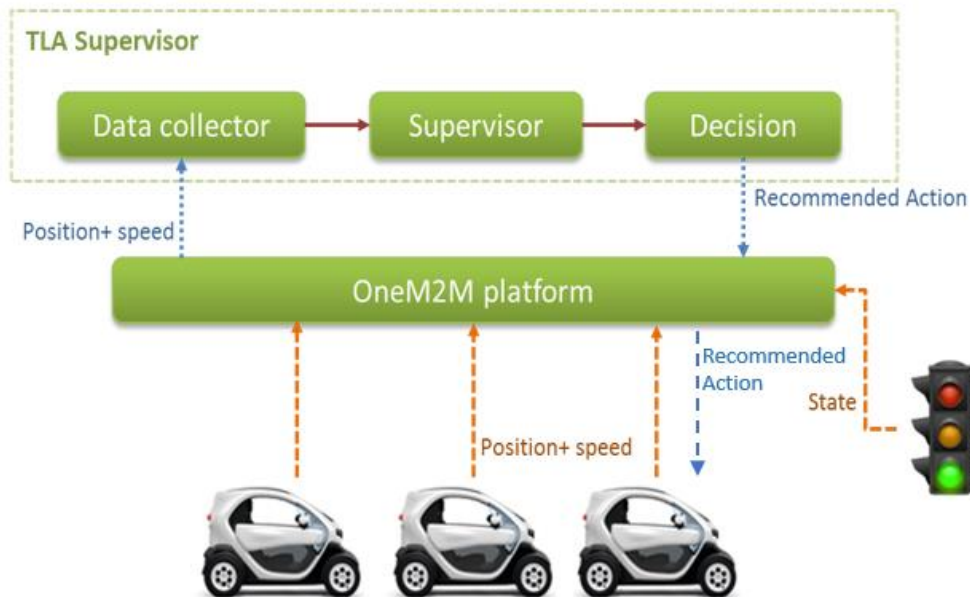 TLA Supervisor
Data collector
Supervisor
Decision
Position+ speed
Recommended Action
OneM2M platform
Recommended
Action
State
Position+ speed